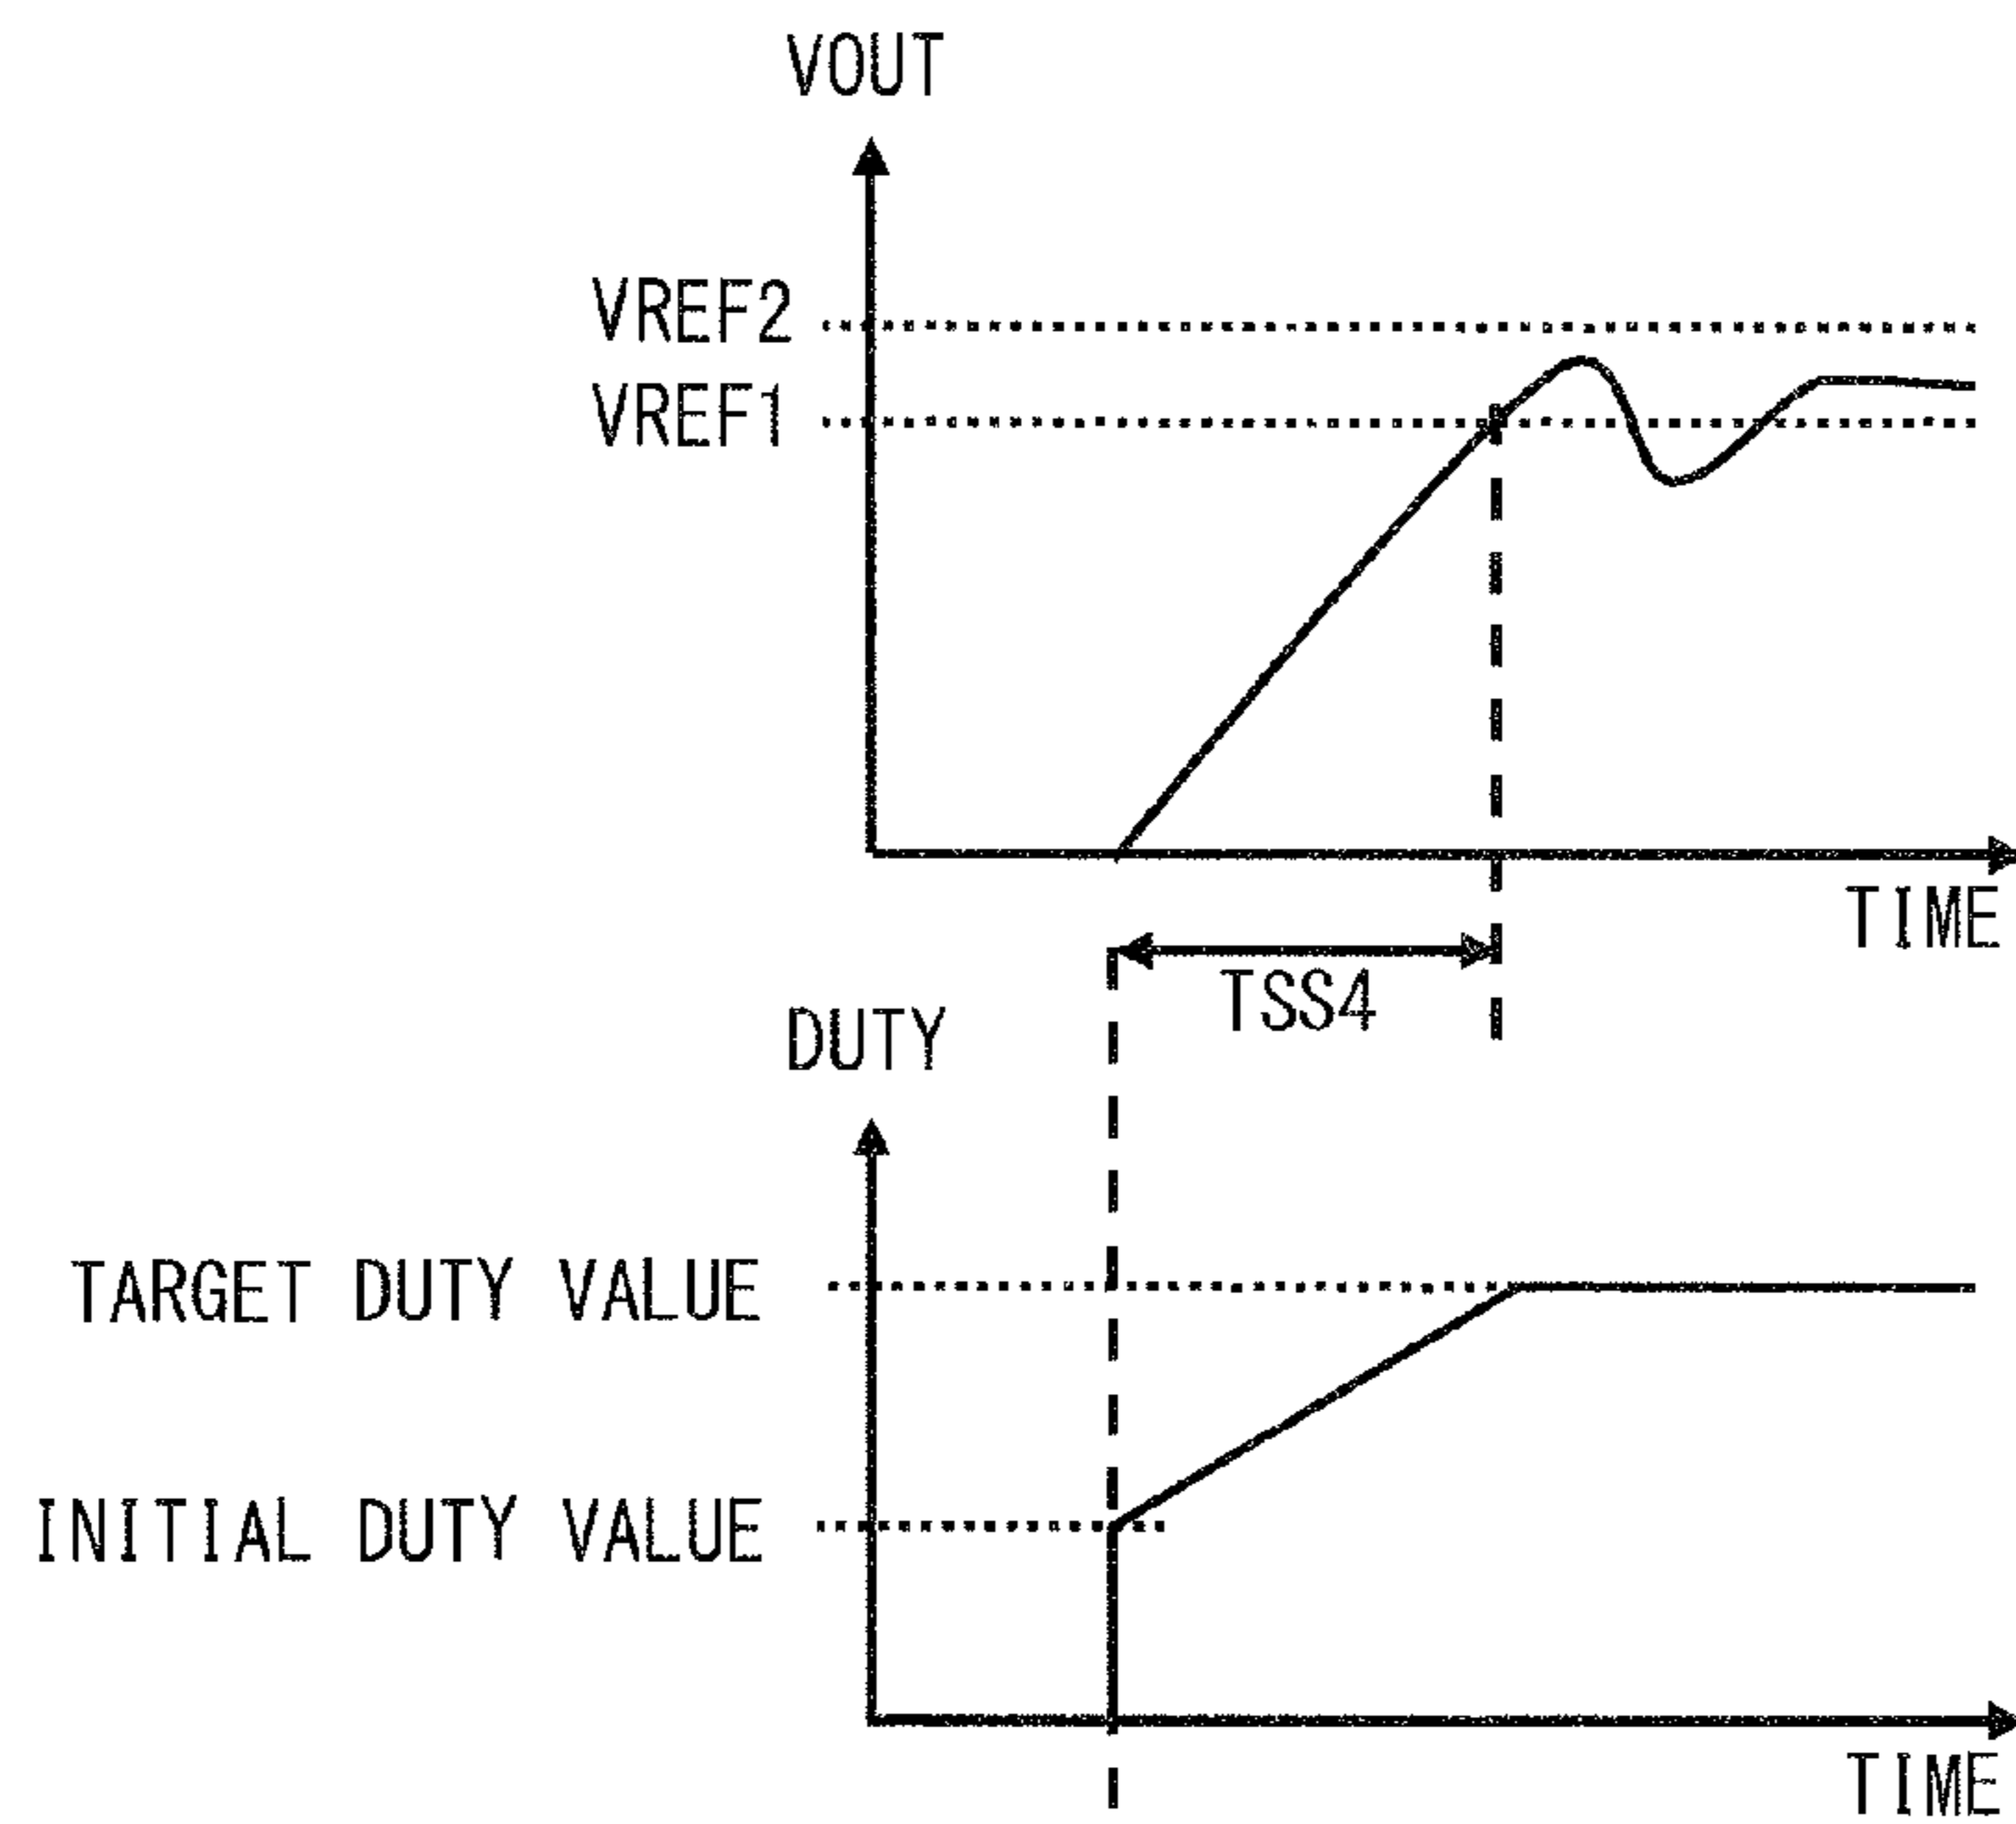 VOUT
VREF2
VREF1
TIME
TSS4
DUTY
TARGET DUTY VALUE
INITIAL DUTY VALUE
TIME